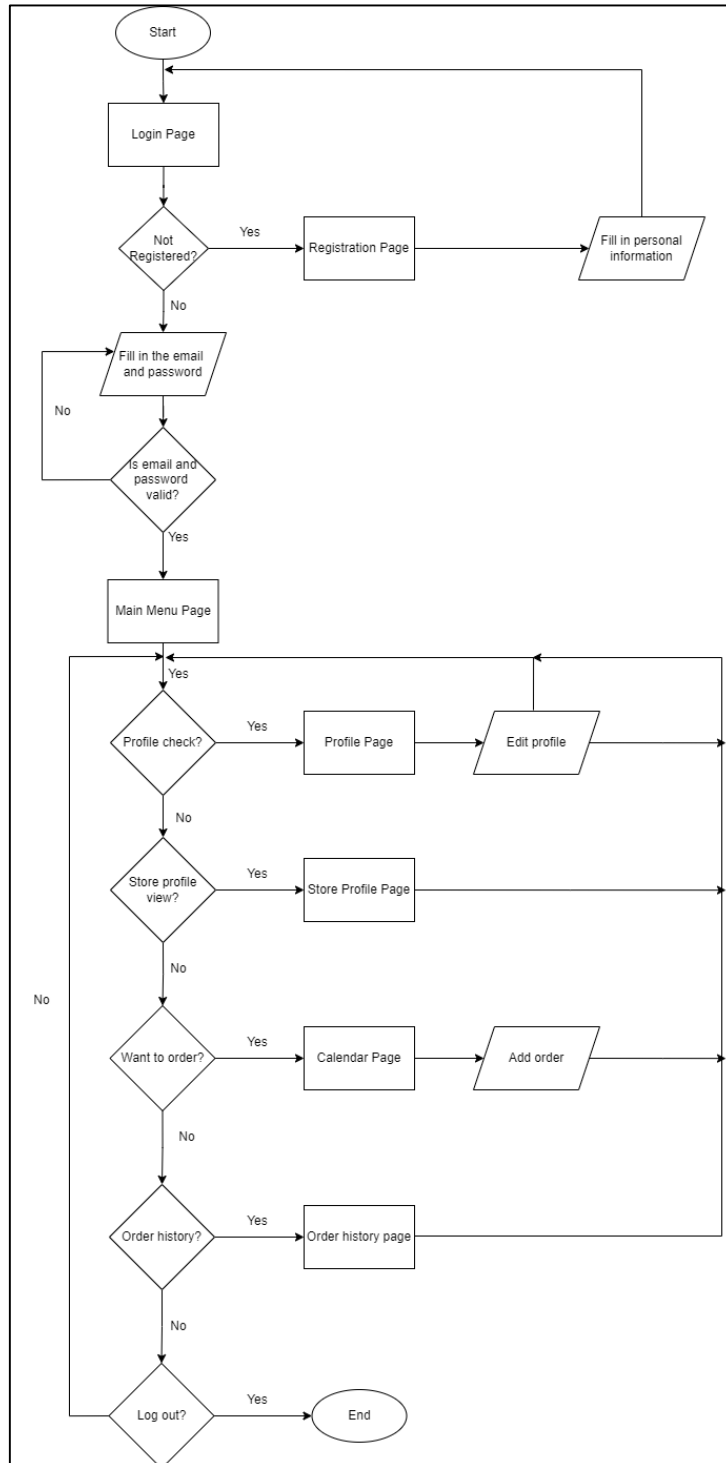 Start
Login Page
Not
Registered?
Yes
Registration Page
Fill in personal
information
No
Fill in the email
and password
No
Is email and
password
valid?
Yes
Main Menu Page
Yes
Profile check?
Yes
Profile Page
Edit profile
No
Store profile
view?
Yes
Store Profile Page
No
No
Want to order?
Yes
Calendar Page
Add order
No
Order history?
Yes
Order history page
No
Log out?
Yes
End